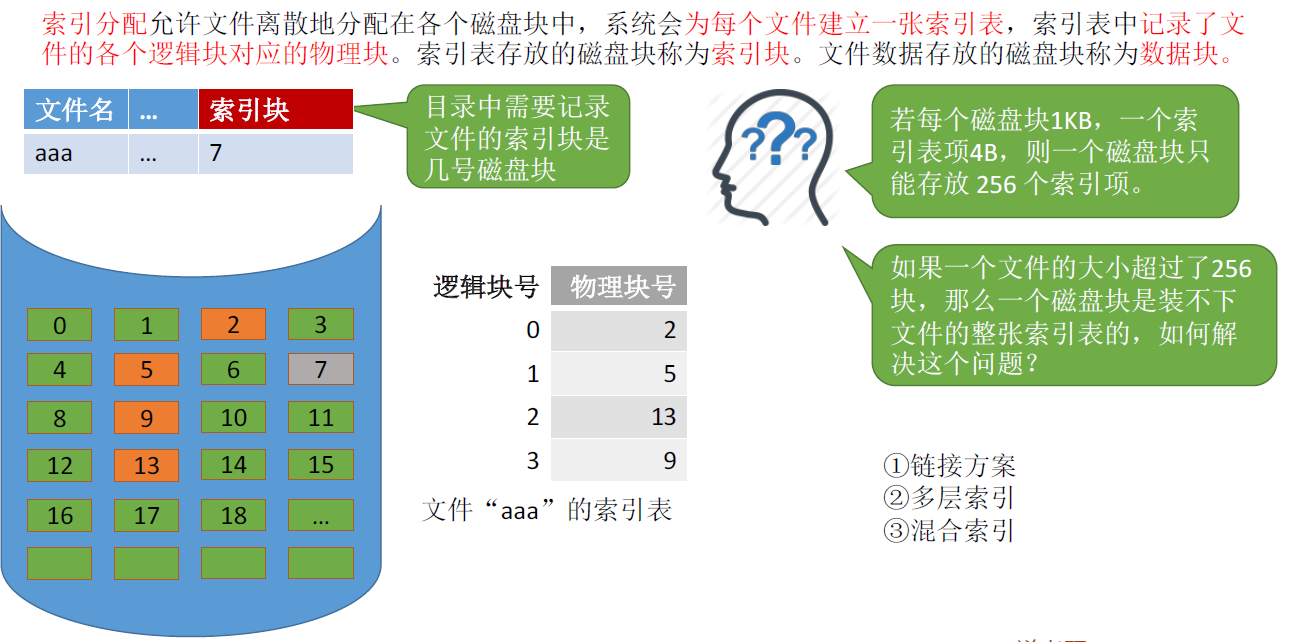 索引分配允许文件离散地分配在各个磁盘块中，系统会为每个文件建立一张索引表，索引表中记录了文
件的各个逻辑块对应的物理块。索引表存放的磁盘块称为索引块。文件数据存放的磁盘块称为数据块。
文件名 … 索引块
aaa … 7
目录中需要记录
文件的索引块是
几号磁盘块
???
若每个磁盘块1KB，一个索
引表项4B，则一个磁盘块只
能存放 256 个索引项。
如果一个文件的大小超过了256
块，那么一个磁盘块是装不下
文件的整张索引表的，如何解
决这个问题？
0 1 2 3
4 5 6 7
8 9 10 11
12 13 14 15
16 17 18 …
逻辑块号 物理块号
0 2
1 5
2 13
3 9
文件“aaa”的索引表
①链接方案
②多层索引
③混合索引